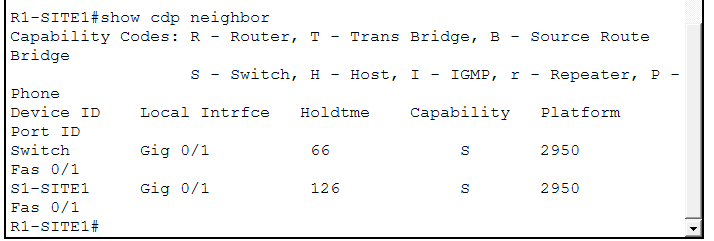 R1-SITE1#show cdp neighbor
Capability Codes: R - Router, T - Trans Bridge, B - Source Route
Bridge
                  S - Switch, H - Host, I - IGMP, r - Repeater, P -
Phone
Device ID    Local Intrfce   Holdtme    Capability   Platform
Port ID
Switch       Gig 0/1          66            S       2950
Fas 0/1
S1-SITE1     Gig 0/1          126           S       2950
Fas 0/1
R1-SITE1#